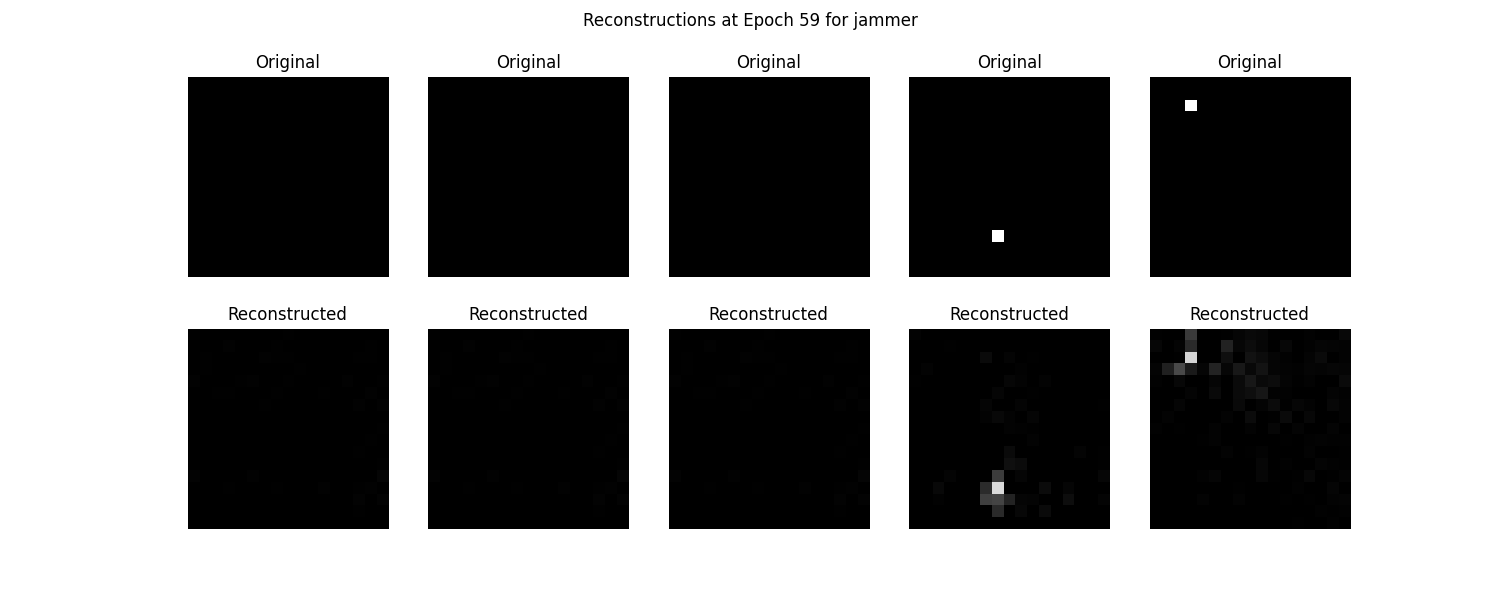 Reconstructions at Epoch 59 for jammer
Original Original Original Original Original
Reconstructed Reconstructed Reconstructed Reconstructed Reconstructed